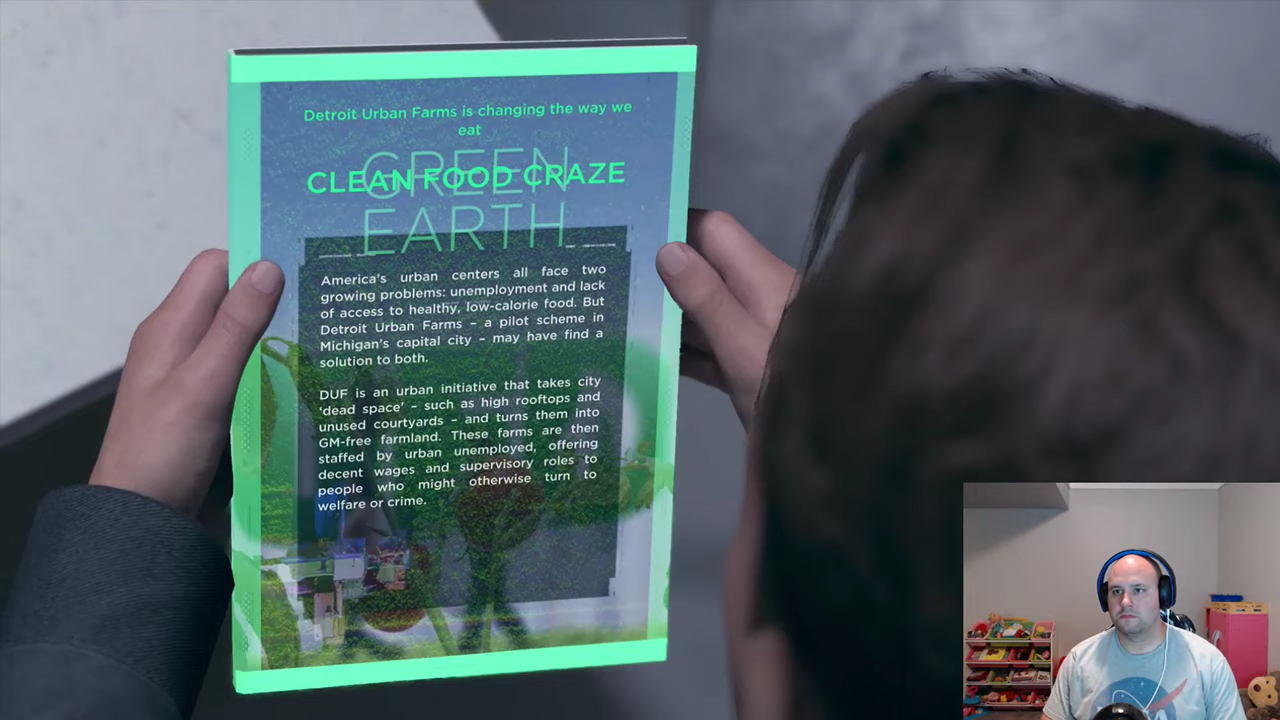 Detroit Urban Farms is changing the way we
eat
CLEAN FOOD CRAZE
GREEN
EARTH
America's urban centers all face two
growing problems: unemployment and lack
of access to healthy, low-calorie food. But
Detroit Urban Farms – a pilot scheme in
Michigan's capital city – may have find a
solution to both.
DUF is an urban initiative that takes city
'dead space' – such as high rooftops and
unused courtyards – and turns them into
GM-free farmland. These farms are then
staffed by urban unemployed, offering
decent wages and supervisory roles to
people who might otherwise turn to
welfare or crime.